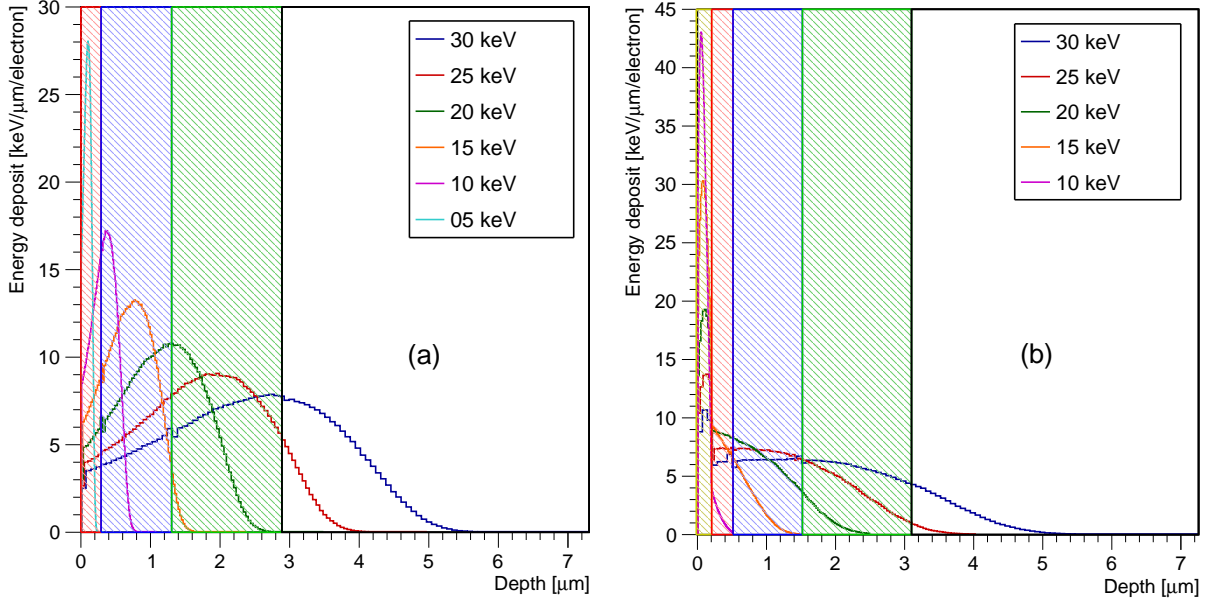 Energy deposit [keV/μm/electron]
30
25
20
15
10
5
0
30 keV
25 keV
20 keV
15 keV
10 keV
05 keV
(a)
0 1 2 3 4 5 6 7
Depth [μm]
Energy deposit [keV/μm/electron]
45
40
35
30
25
20
15
10
5
0
30 keV
25 keV
20 keV
15 keV
10 keV
(b)
0 1 2 3 4 5 6 7
Depth [μm]